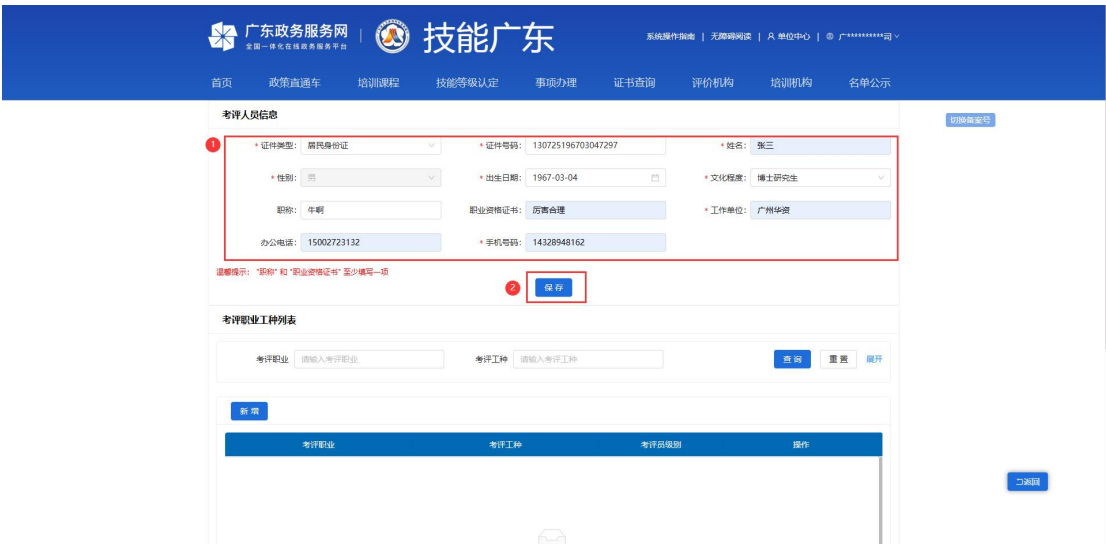 广东政务服务网 | 技能广东
全国一体化在线政务服务平台
系统操作指南 | 无障碍阅读 | 单位中心 | 广**********司
首页 政策直通车 培训课程 技能等级认定 事项办理 证书查询 评价机构 培训机构 名单公示
考评人员信息
切换备案号
1
* 证件类型: 居民身份证 * 证件号码: 130725196703047297 * 姓名: 张三
* 性别: 男 * 出生日期: 1967-03-04 * 文化程度: 博士研究生
职称: 牛啊 职业资格证书: 厉害合理 * 工作单位: 广州华资
办公电话: 15002723132 * 手机号码: 14328948162
温馨提示: "职称" 和 "职业资格证书" 至少填写一项
2 保存
考评职业工种列表
考评职业 请输入考评职业 考评工种 请输入考评工种 查询 重置 展开
新增
考评职业 考评工种 考评员级别 操作
返回